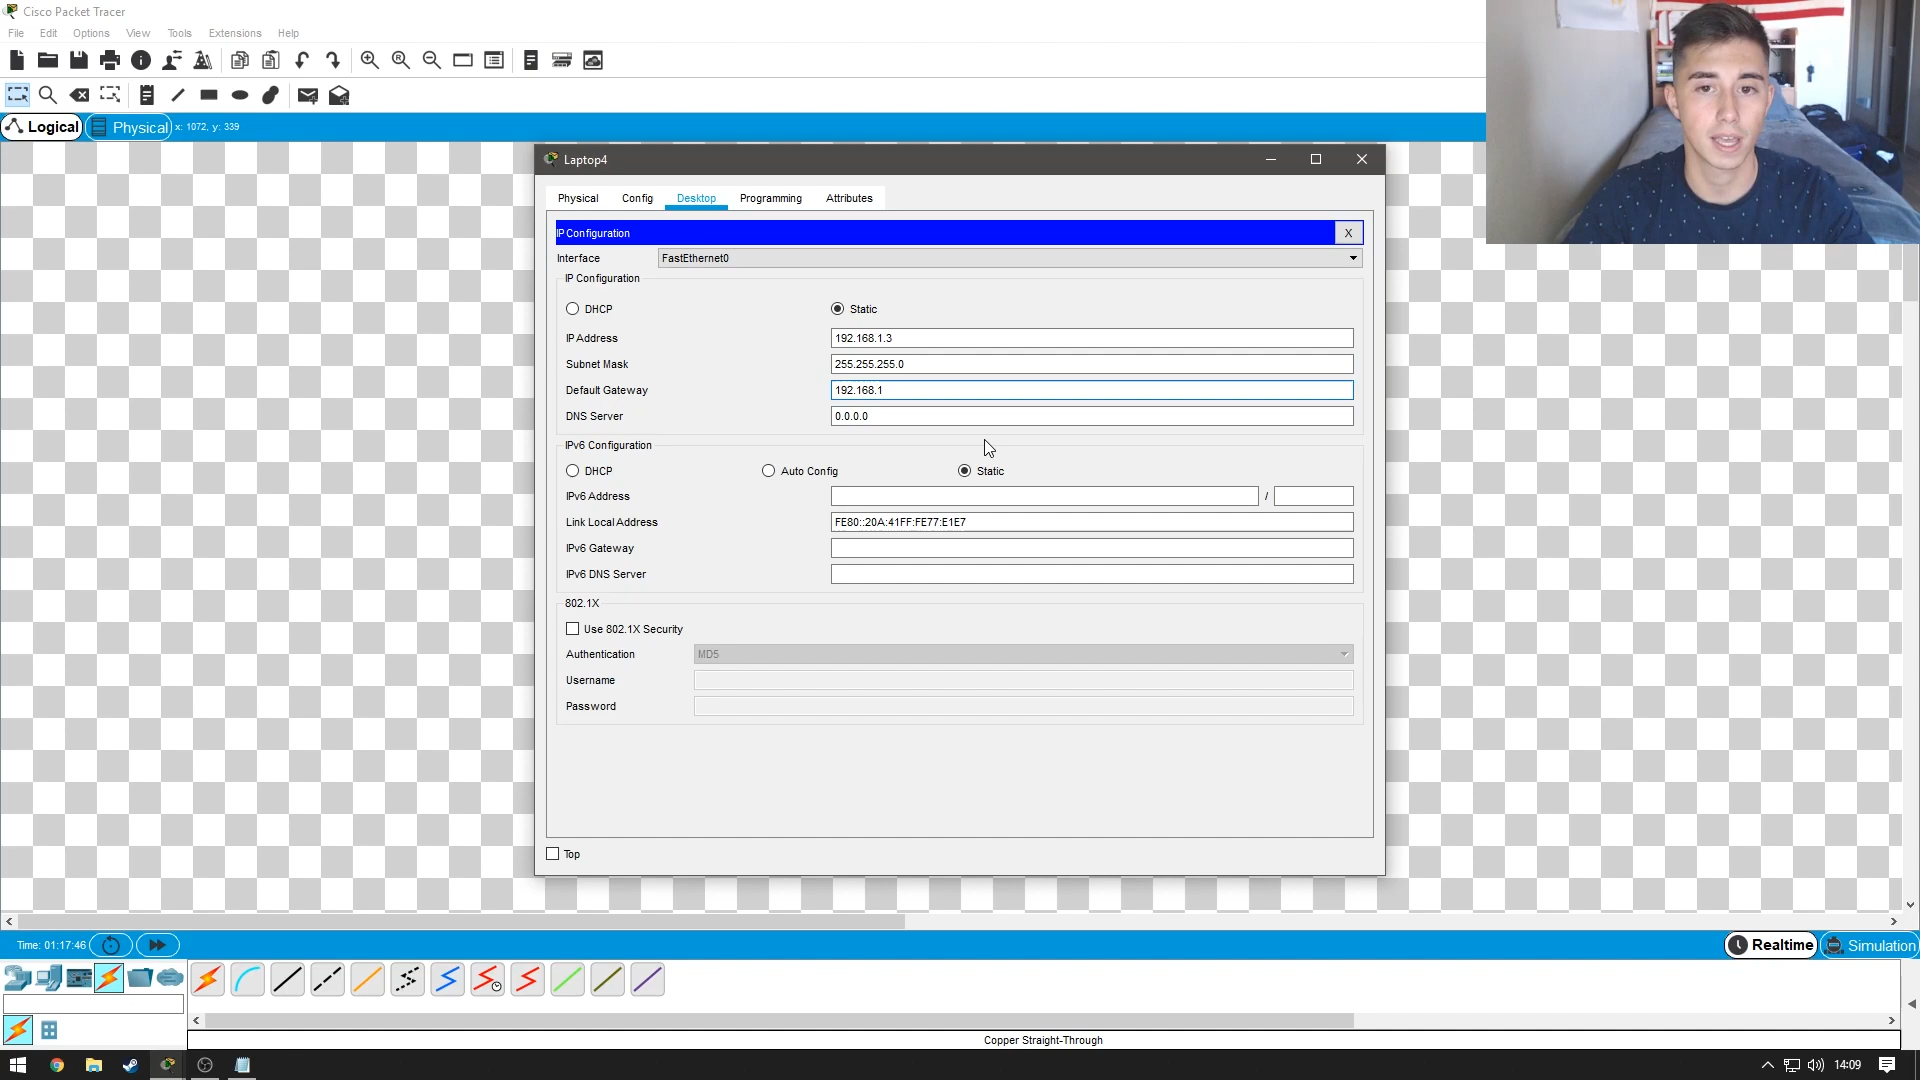 Cisco Packet Tracer
File Edit Options View Tools Extensions Help
Logical Physical x: 1072, y: 339
Laptop4
Physical Config Desktop Programming Attributes
IP Configuration X
Interface FastEthernet0
IP Configuration
DHCP Static
IP Address 192.168.1.3
Subnet Mask 255.255.255.0
Default Gateway 192.168.1
DNS Server 0.0.0.0
IPv6 Configuration
DHCP Auto Config Static
IPv6 Address /
Link Local Address FE80::20A:41FF:FE77:E1E7
IPv6 Gateway
IPv6 DNS Server
802.1X
Use 802.1X Security
Authentication MD5
Username
Password
Top
Time: 01:17:46 Realtime Simulation
Copper Straight-Through
14:09